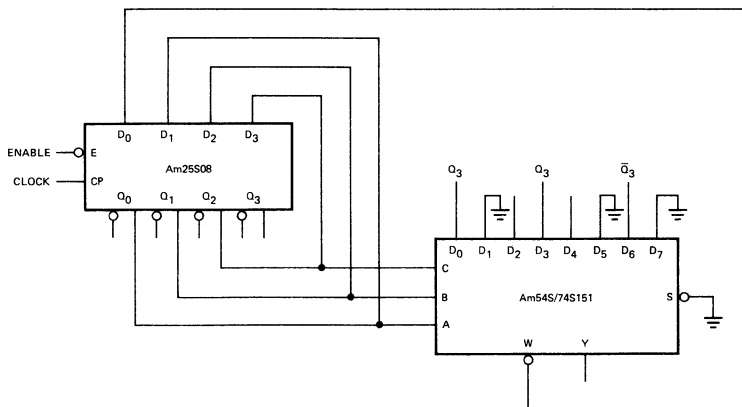 D0 D1 D2 D3
ENABLE E
Am25S08
CLOCK CP
Q0 Q1 Q2 Q3
Q3 Q3 Q̅3
D0 D1 D2 D3 D4 D5 D6 D7
C
B Am54S/74S151 S
A
W Y